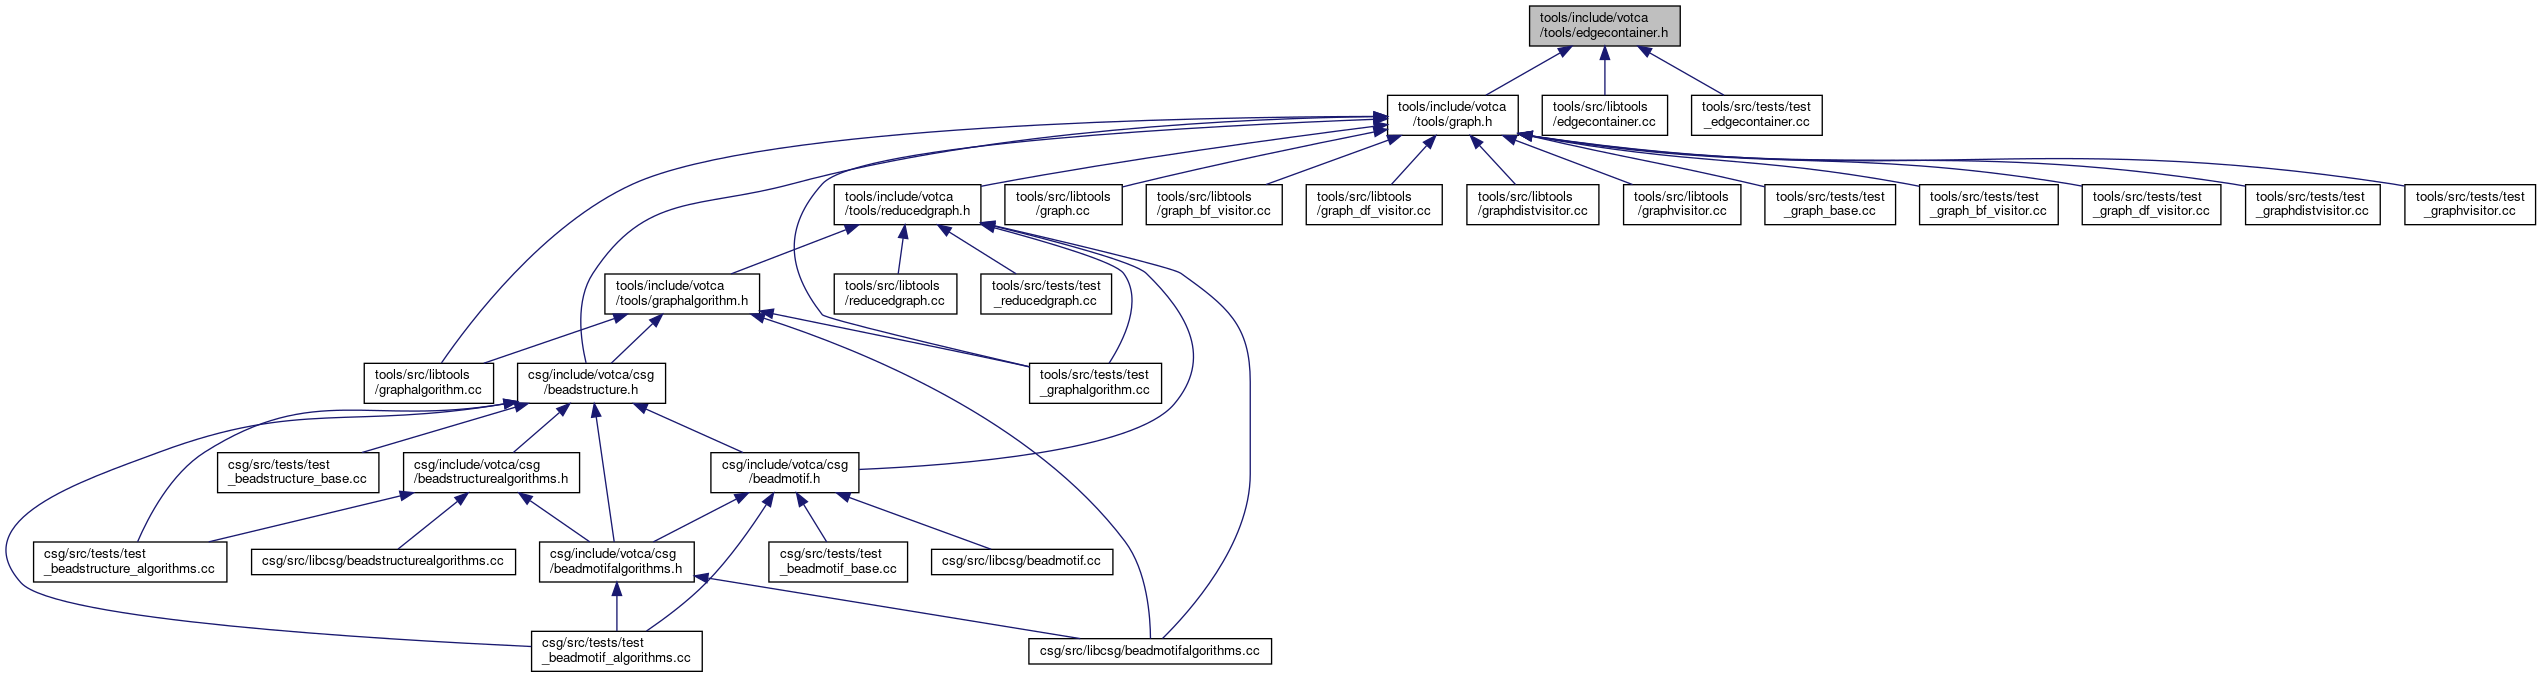 tools/include/votca
/tools/edgecontainer.h
tools/include/votca
/tools/graph.h
tools/src/libtools
/edgecontainer.cc
tools/src/tests/test
_edgecontainer.cc
tools/include/votca
/tools/reducedgraph.h
tools/src/libtools
/graph.cc
tools/src/libtools
/graph_bf_visitor.cc
tools/src/libtools
/graph_df_visitor.cc
tools/src/libtools
/graphdistvisitor.cc
tools/src/libtools
/graphvisitor.cc
tools/src/tests/test
_graph_base.cc
tools/src/tests/test
_graph_bf_visitor.cc
tools/src/tests/test
_graph_df_visitor.cc
tools/src/tests/test
_graphdistvisitor.cc
tools/src/tests/test
_graphvisitor.cc
tools/include/votca
/tools/graphalgorithm.h
tools/src/libtools
/reducedgraph.cc
tools/src/tests/test
_reducedgraph.cc
tools/src/libtools
/graphalgorithm.cc
csg/include/votca/csg
/beadstructure.h
tools/src/tests/test
_graphalgorithm.cc
csg/src/tests/test
_beadstructure_base.cc
csg/include/votca/csg
/beadstructurealgorithms.h
csg/include/votca/csg
/beadmotif.h
csg/src/tests/test
_beadstructure_algorithms.cc
csg/src/libcsg/beadstructurealgorithms.cc
csg/include/votca/csg
/beadmotifalgorithms.h
csg/src/tests/test
_beadmotif_base.cc
csg/src/libcsg/beadmotif.cc
csg/src/tests/test
_beadmotif_algorithms.cc
csg/src/libcsg/beadmotifalgorithms.cc